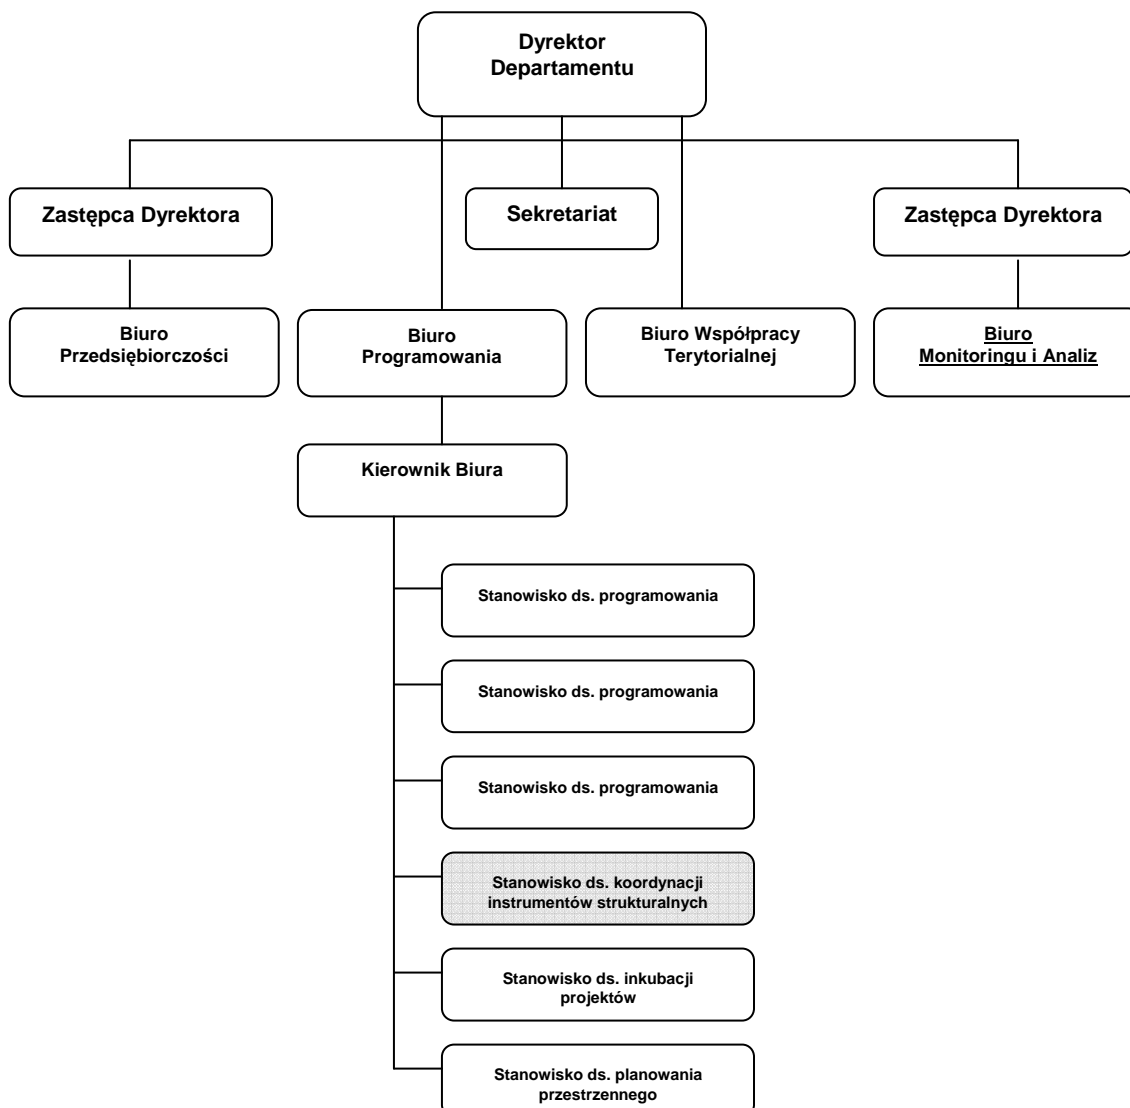 Dyrektor
Departamentu
Zastępca Dyrektora
Sekretariat
Zastępca Dyrektora
Biuro
Przedsiębiorczości
Biuro
Programowania
Biuro Współpracy
Terytorialnej
Biuro
Monitoringu i Analiz
Kierownik Biura
Stanowisko ds. programowania
Stanowisko ds. programowania
Stanowisko ds. programowania
Stanowisko ds. koordynacji
instrumentów strukturalnych
Stanowisko ds. inkubacji
projektów
Stanowisko ds. planowania
przestrzennego